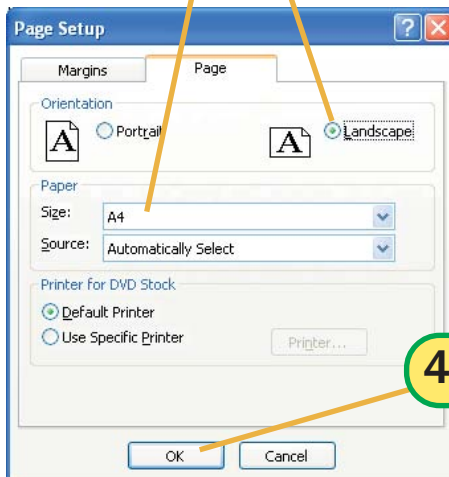 Page Setup
Margins Page
Orientation
A Portrait A Landscape
Paper
Size: A4
Source: Automatically Select
Printer for DVD Stock
Default Printer
Use Specific Printer Printer...
4
OK Cancel